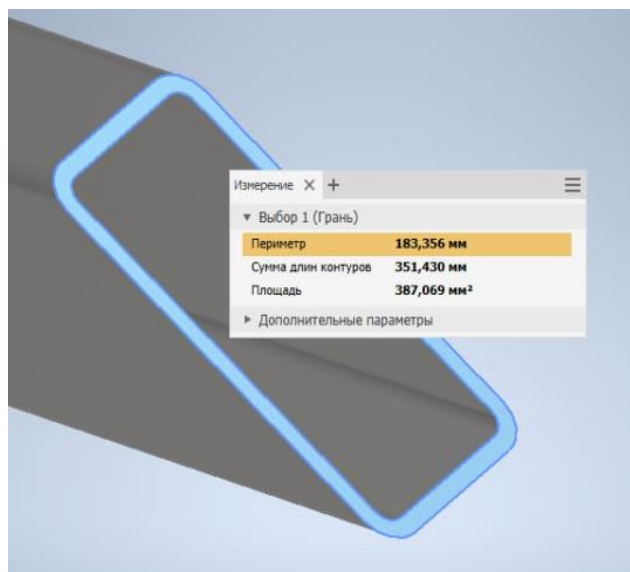 Измерение × +
▼ Выбор 1 (Грань)
Периметр 183,356 мм
Сумма длин контуров 351,430 мм
Площадь 387,069 мм²
► Дополнительные параметры